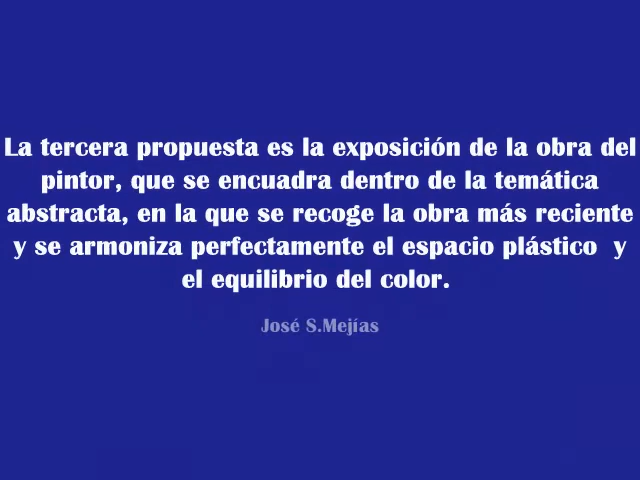 La tercera propuesta es la exposición de la obra del
pintor, que se encuadra dentro de la temática
abstracta, en la que se recoge la obra más reciente
y se armoniza perfectamente el espacio plástico  y
el equilibrio del color.
José S.Mejías